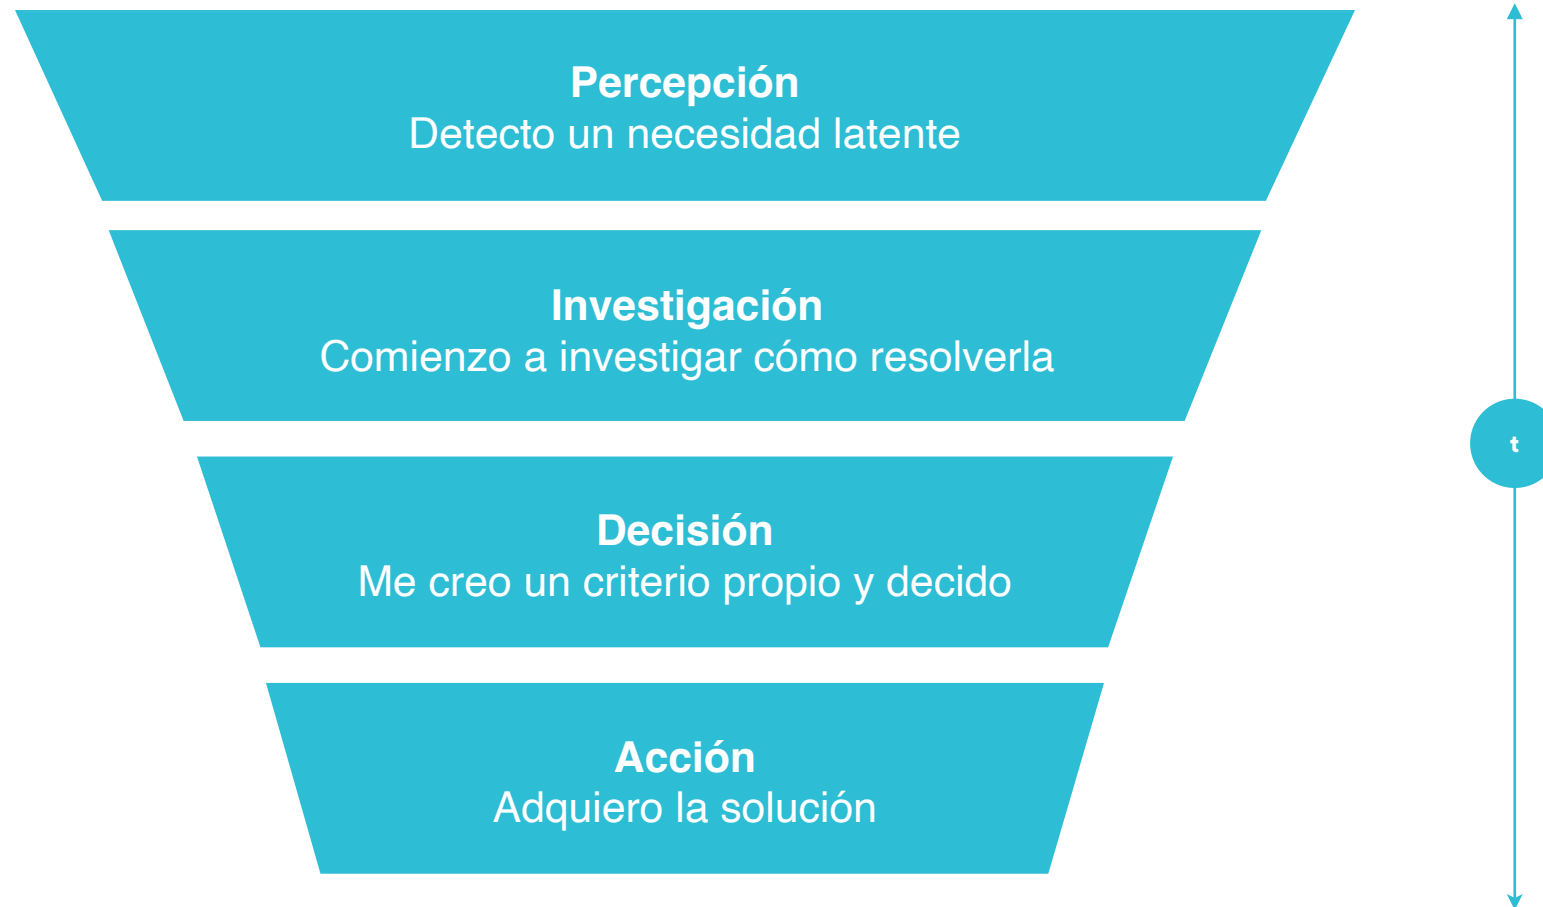 Percepción
Detecto un necesidad latente
Investigación
Comienzo a investigar cómo resolverla
t
Decisión
Me creo un criterio propio y decido
Acción
Adquiero la solución